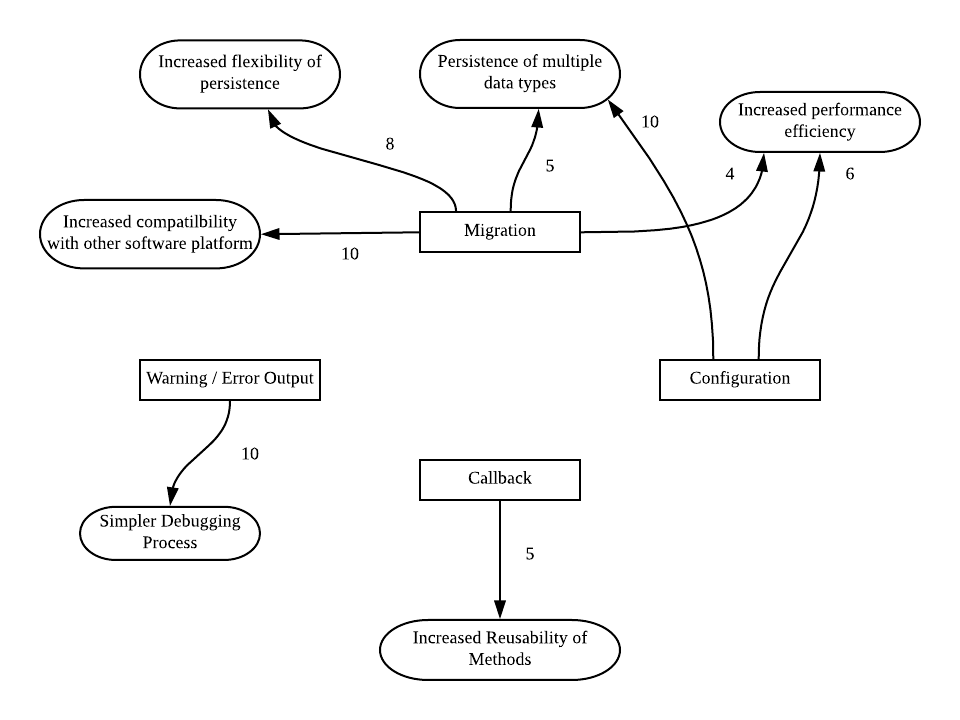 Increased flexibility of
persistence
Persistence of multiple
data types
Increased performance
efficiency
10
8
5
4
6
Increased compatilbility
with other software platform
Migration
10
Warning / Error Output
Configuration
10
Callback
Simpler Debugging
Process
5
Increased Reusability of
Methods